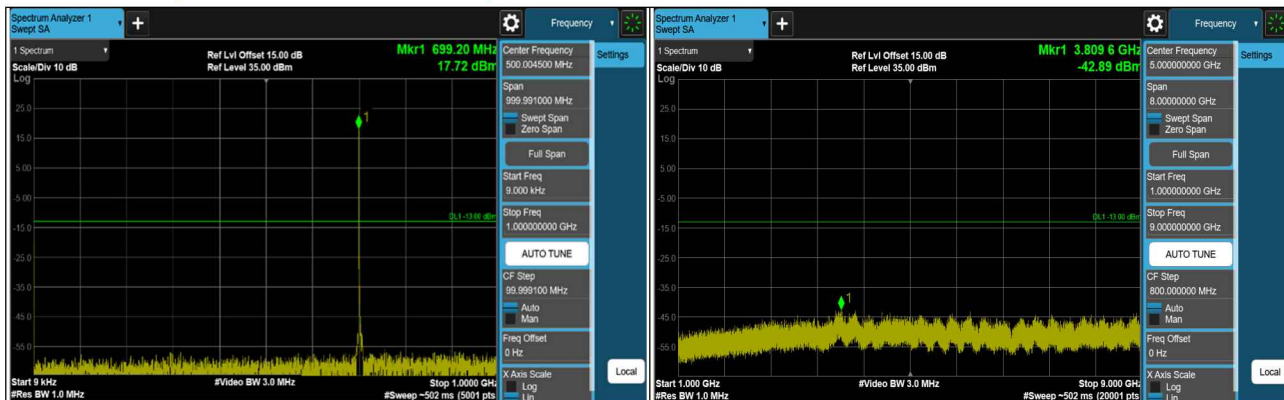 Spectrum Analyzer 1
Swept SA
+
Frequency
1 Spectrum
Scale/Div 10 dB
Log
Ref Lvl Offset 15.00 dB
Ref Level 35.00 dBm
Mkr1 699.20 MHz
17.72 dBm
25.0
15.0
5.00
-5.00
-15.0
-25.0
-35.0
-45.0
-55.0
1
DL1 -13.00 dBm
Start 9 kHz
#Res BW 1.0 MHz
#Video BW 3.0 MHz
Stop 1.0000 GHz
#Sweep ~502 ms (5001 pts
Center Frequency
500.004500 MHz
Settings
Span
999.991000 MHz
Swept Span
Zero Span
Full Span
Start Freq
9.000 kHz
Stop Freq
1.000000000 GHz
AUTO TUNE
CF Step
99.999100 MHz
Auto
Man
Freq Offset
0 Hz
X Axis Scale
Log
Lin
Local
Spectrum Analyzer 1
Swept SA
+
Frequency
1 Spectrum
Scale/Div 10 dB
Log
Ref Lvl Offset 15.00 dB
Ref Level 35.00 dBm
Mkr1 3.809 6 GHz
-42.89 dBm
25.0
15.0
5.00
-5.00
-15.0
-25.0
-35.0
-45.0
-55.0
1
DL1 -13.00 dBm
Start 1.000 GHz
#Res BW 1.0 MHz
#Video BW 3.0 MHz
Stop 9.000 GHz
#Sweep ~502 ms (20001 pts
Center Frequency
5.000000000 GHz
Settings
Span
8.00000000 GHz
Swept Span
Zero Span
Full Span
Start Freq
1.000000000 GHz
Stop Freq
9.000000000 GHz
AUTO TUNE
CF Step
800.000000 MHz
Auto
Man
Freq Offset
0 Hz
X Axis Scale
Log
Lin
Local